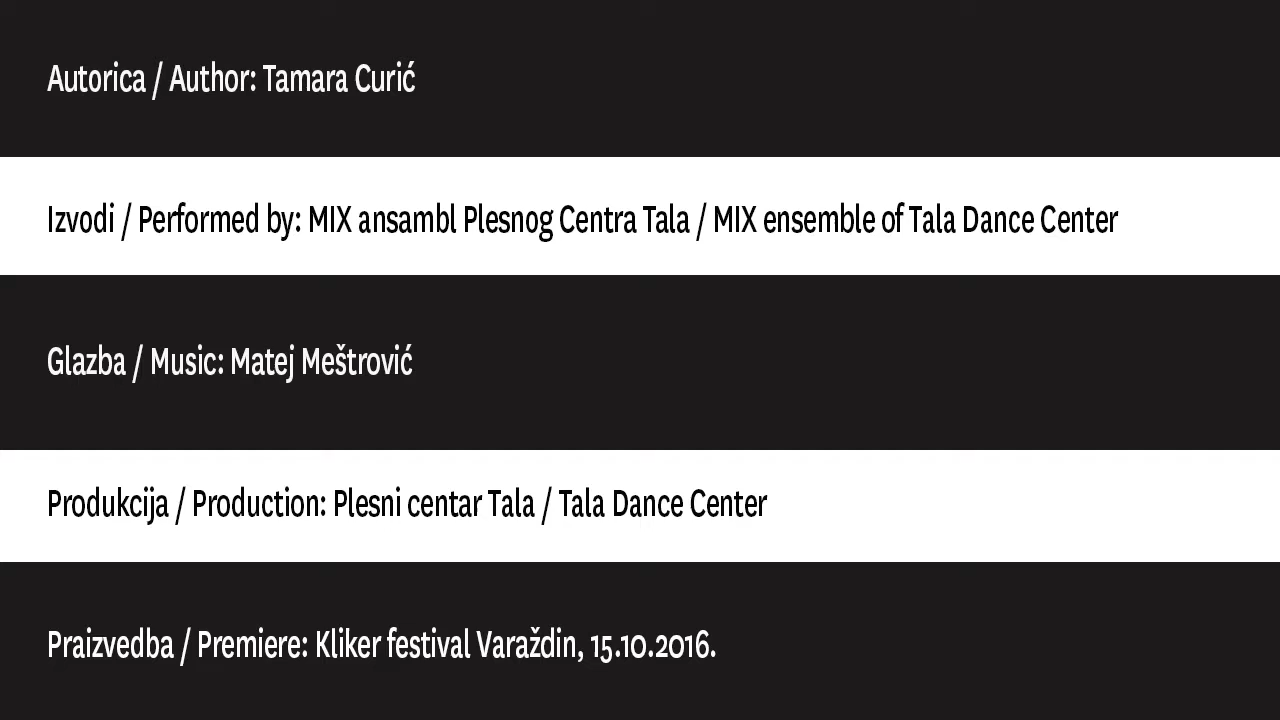 Autorica / Author: Tamara Curić
Izvodi / Performed by: MIX ansambl Plesnog Centra Tala / MIX ensemble of Tala Dance Center
Glazba / Music: Matej Meštrović
Produkcija / Production: Plesni centar Tala / Tala Dance Center
Praizvedba / Premiere: Kliker festival Varaždin, 15.10.2016.